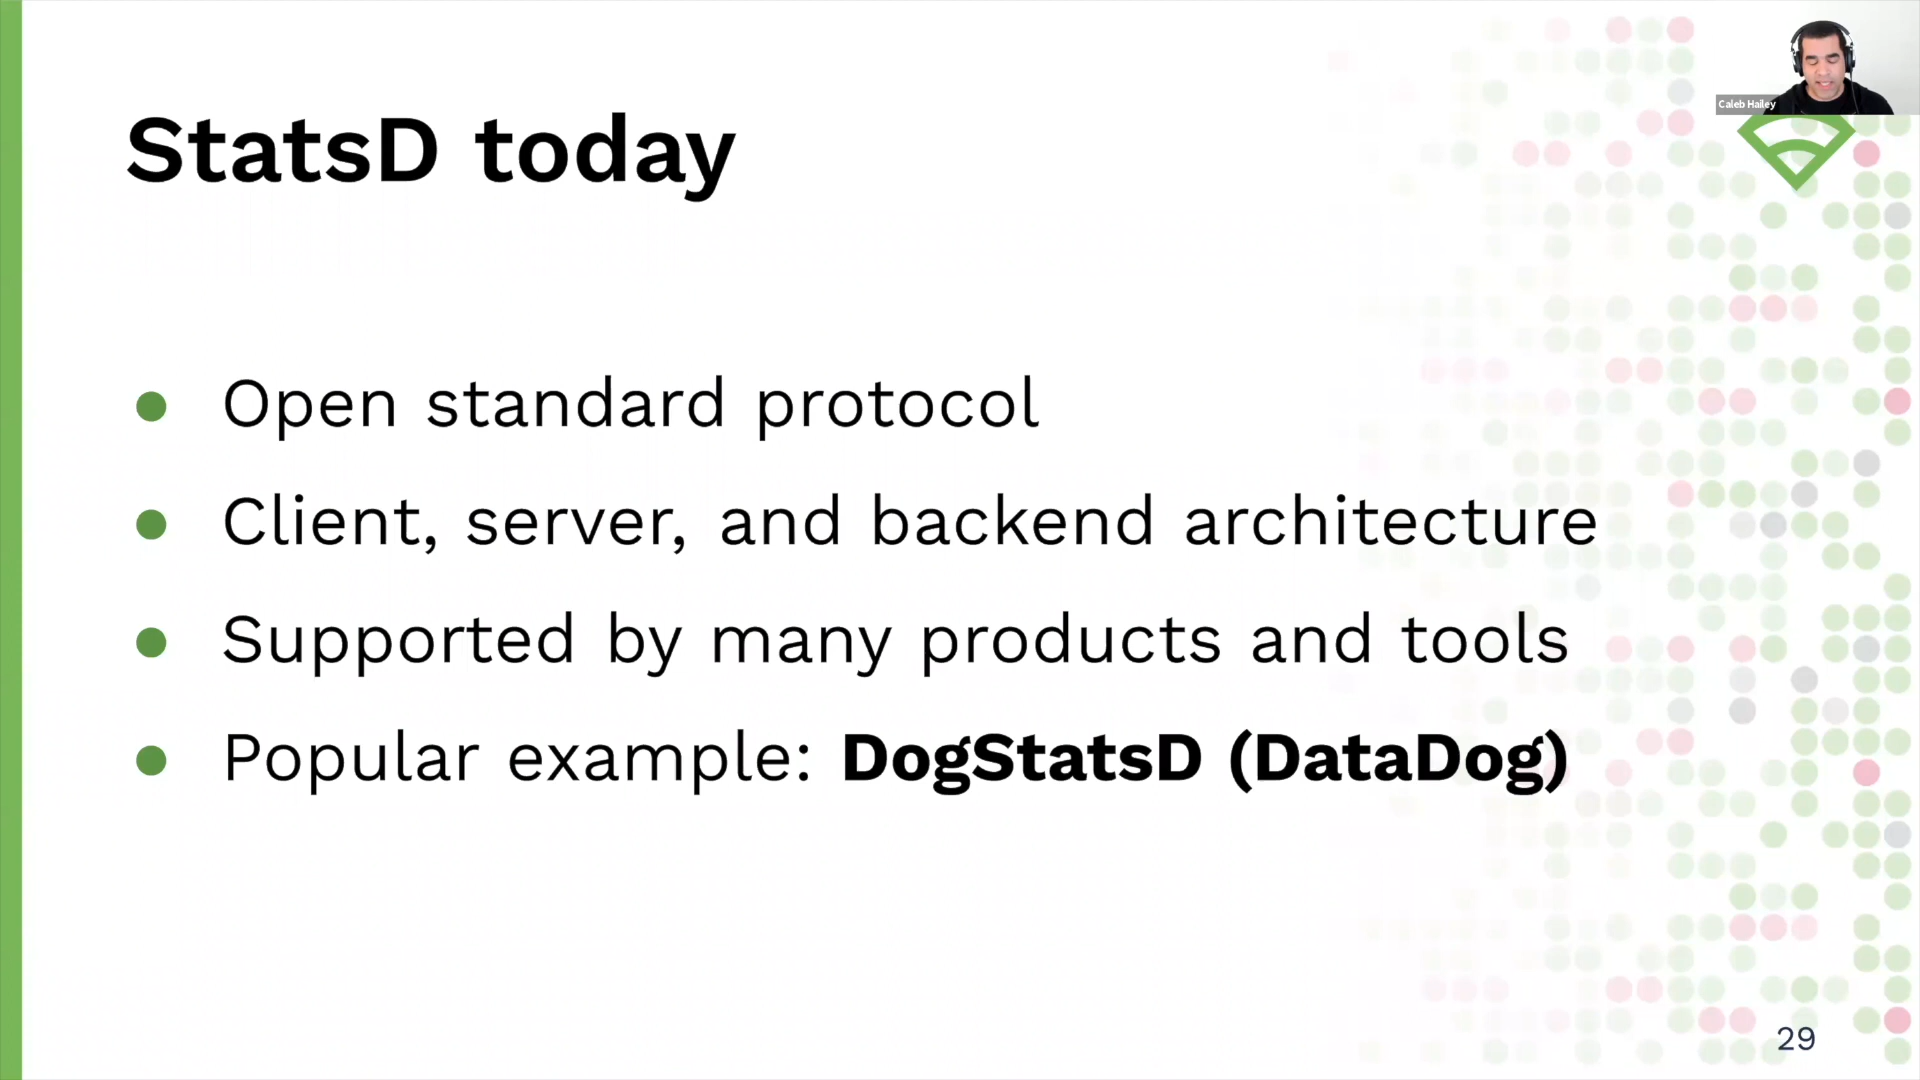 Caleb Hailey
StatsD today
Open standard protocol
Client, server, and backend architecture
Supported by many products and tools
Popular example: DogStatsD (DataDog)
29